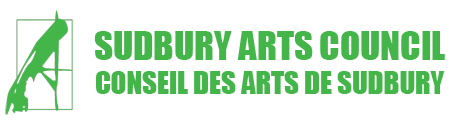 SUDBURY ARTS COUNCIL
CONSEIL DES ARTS DE SUDBURY